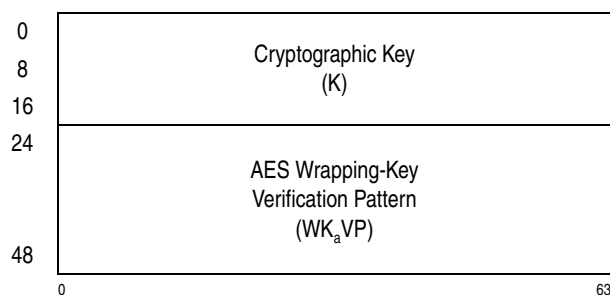 0
8
16
24
48
Cryptographic Key
(K)
AES Wrapping-Key
Verification Pattern
(WKₐVP)
0 63